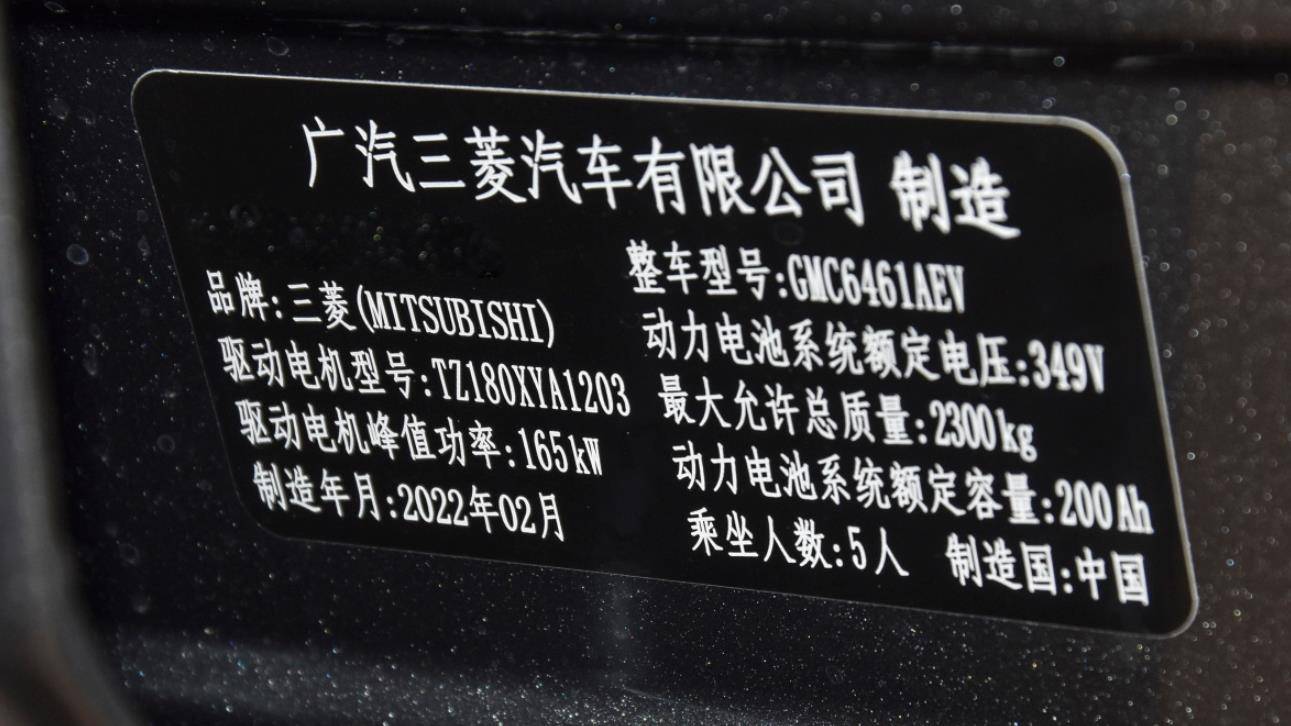 广汽三菱汽车有限公司 制造
整车型号:GMC6461AEV
品牌:三菱(MITSUBISHI)
动力电池系统额定电压:349V
驱动电机型号:TZ180XYA1203
最大允许总质量:2300kg
驱动电机峰值功率:165kW
动力电池系统额定容量:200Ah
制造年月:2022年02月
乘坐人数:5人 制造国:中国